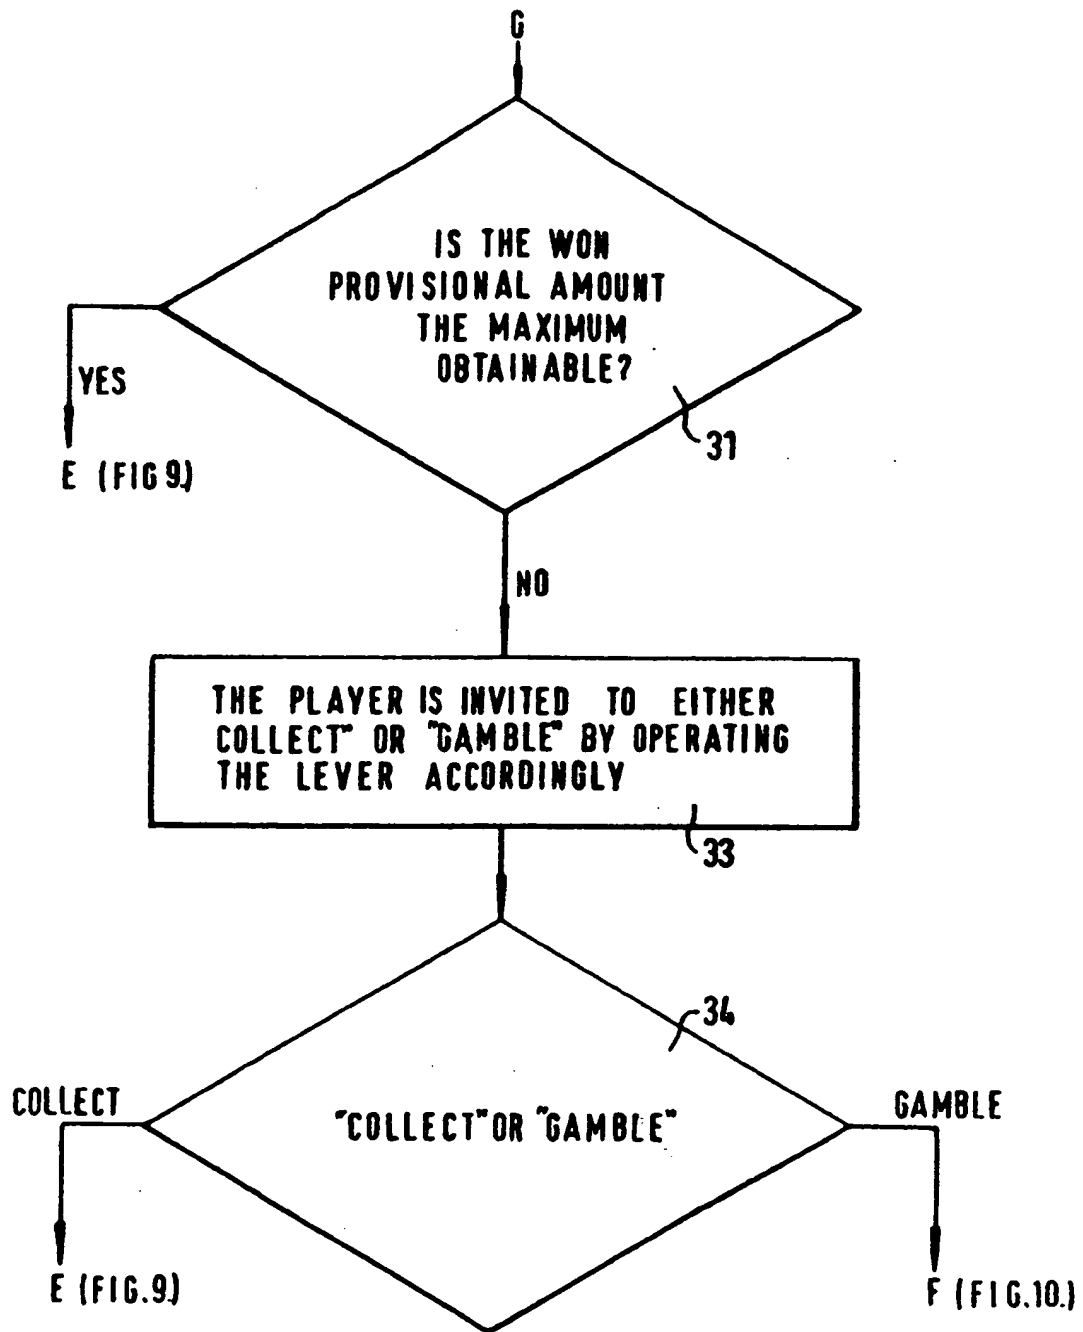 G
IS THE WON
PROVISIONAL AMOUNT
THE MAXIMUM
OBTAINABLE?
YES
31
E (FIG 9.)
NO
THE PLAYER IS INVITED TO EITHER
COLLECT" OR "GAMBLE" BY OPERATING
THE LEVER ACCORDINGLY
33
34
COLLECT
"COLLECT" OR "GAMBLE"
GAMBLE
E (FIG.9.)
F (FIG.10.)